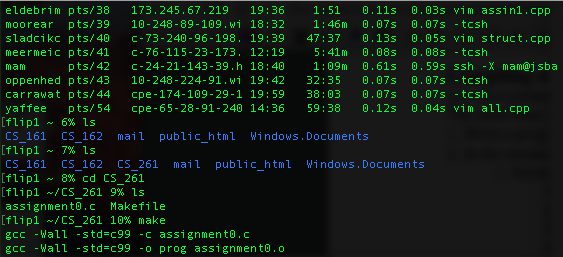 eldebrim pts/38 173.245.67.219 19:36 1:51 0.11s 0.03s vim assin1.cpp
moorear pts/39 10-248-89-109.wi 18:32 1:46m 0.07s 0.07s -tcsh
sladcikc pts/40 c-73-240-96-198. 19:39 47:37 0.13s 0.05s vim struct.cpp
meermeic pts/41 c-76-115-23-173. 12:19 5:41m 0.08s 0.08s -tcsh
mam pts/42 c-24-21-143-39.h 18:40 1:09m 0.61s 0.59s ssh -X mam@jsba
oppenhed pts/43 10-248-224-91.wi 19:42 32:35 0.07s 0.07s -tcsh
carrawat pts/44 cpe-174-109-29-1 19:59 38:03 0.07s 0.07s -tcsh
yaffee pts/54 cpe-65-28-91-240 14:36 59:38 0.12s 0.04s vim all.cpp
[flip1 ~ 6% ls
CS_161 CS_162 mail public_html Windows.Documents
[flip1 ~ 7% ls
CS_161 CS_162 CS_261 mail public_html Windows.Documents
[flip1 ~ 8% cd CS_261
[flip1 ~/CS_261 9% ls
assignment0.c Makefile
[flip1 ~/CS_261 10% make
gcc -Wall -std=c99 -c assignment0.c
gcc -Wall -std=c99 -o prog assignment0.o